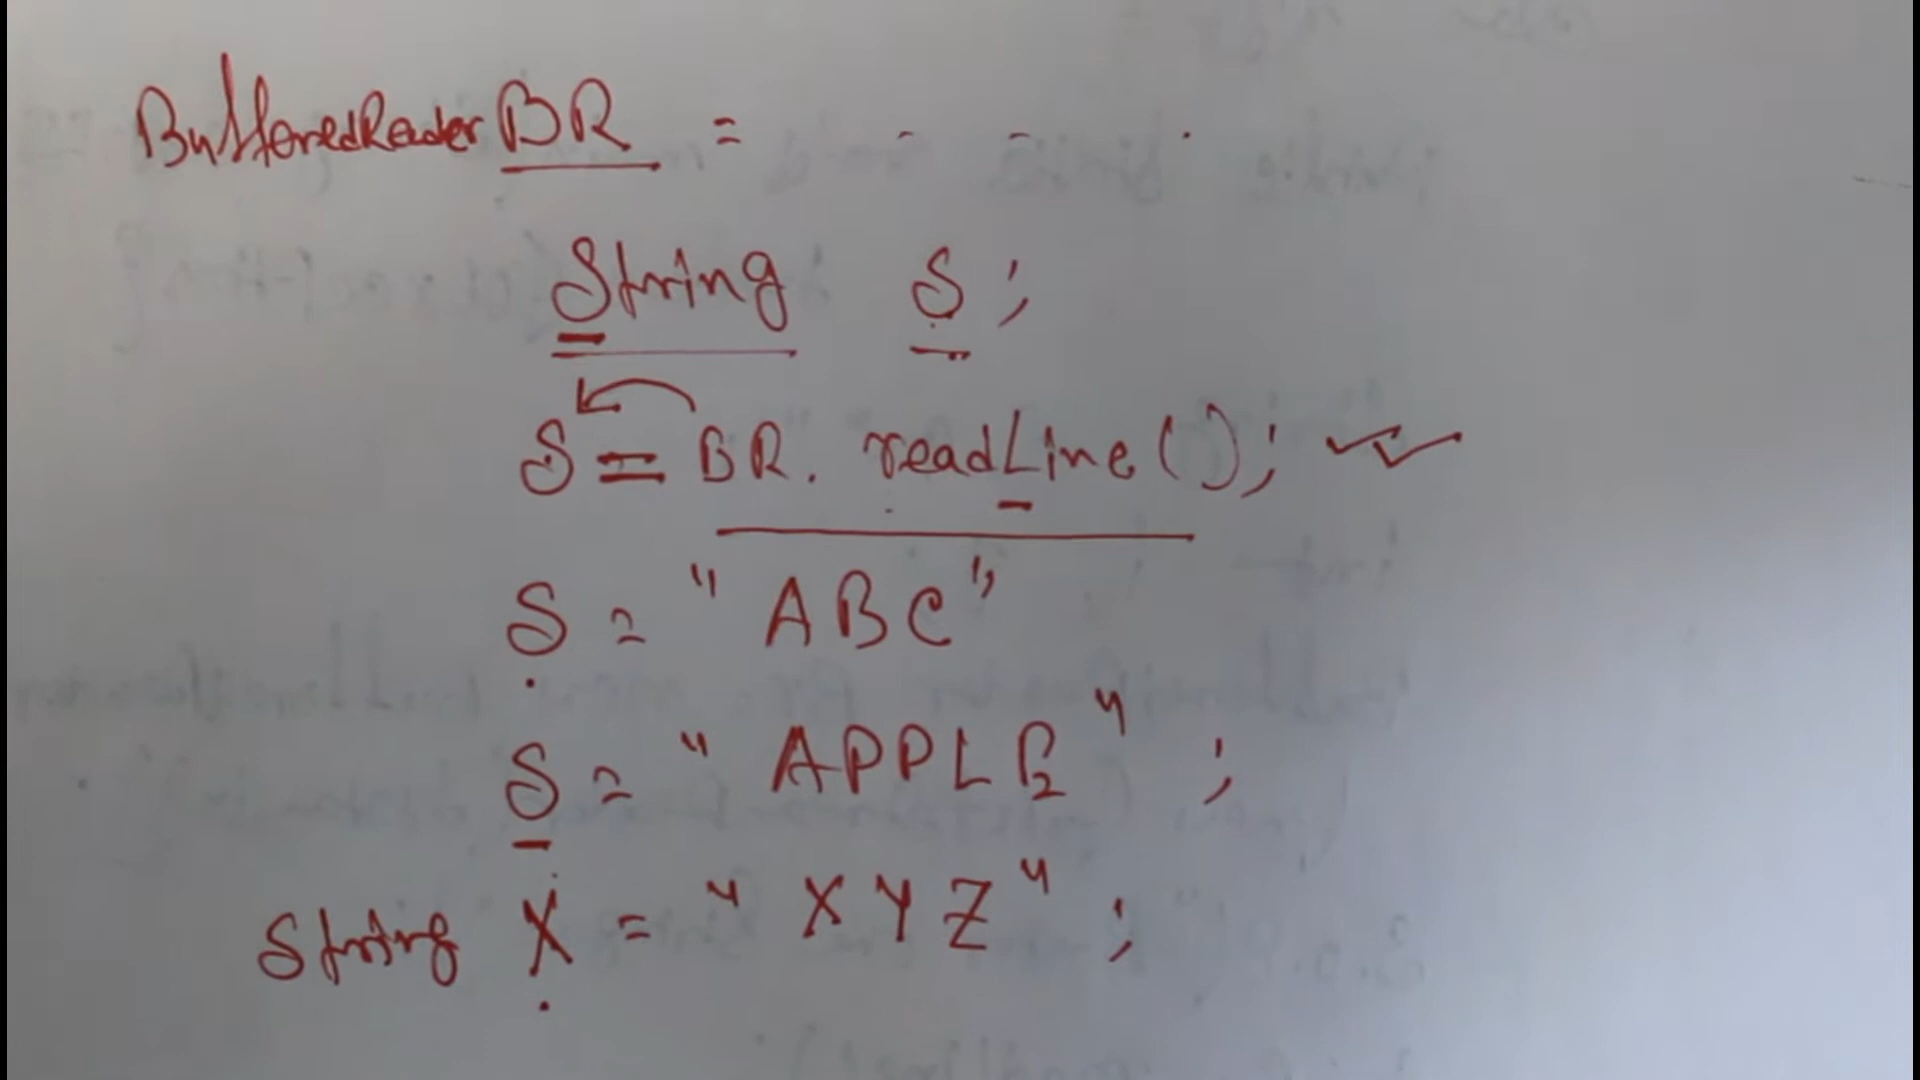 BufferedReader BR = - - .
String S;
S = BR. readLine();
S = "ABC"
S = "APPLE";
String X = "XYZ";